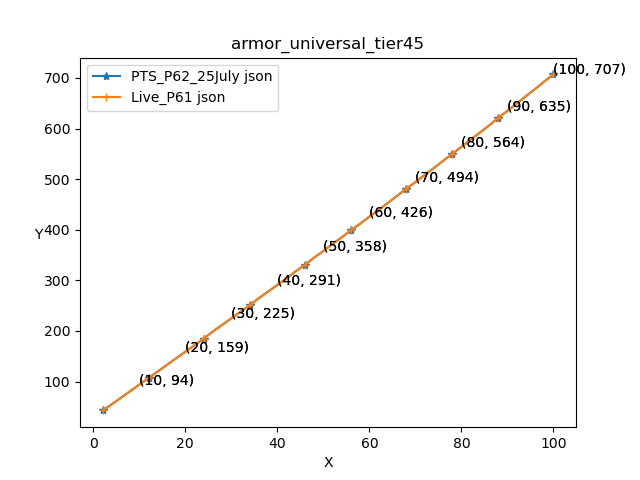 armor_universal_tier45
PTS_P62_25July json
Live_P61 json
(100, 707)
(90, 635)
(80, 564)
(70, 494)
(60, 426)
(50, 358)
(40, 291)
(30, 225)
(20, 159)
(10, 94)
700
600
500
400
300
200
100
Y
0 20 40 60 80 100
X